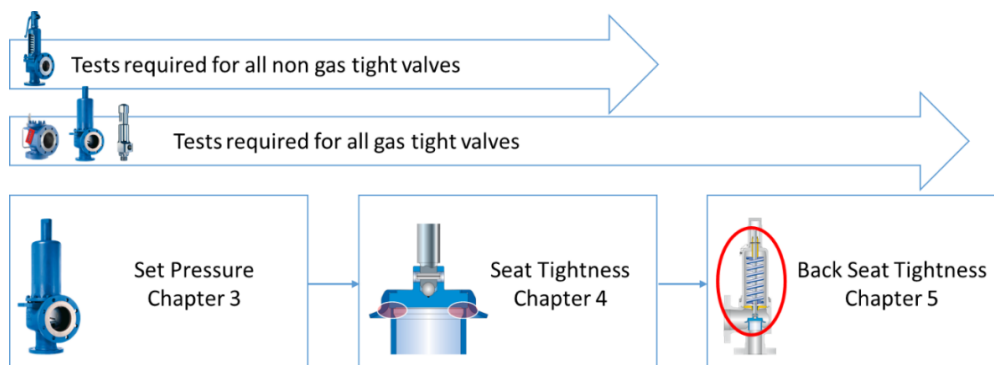 Tests required for all non gas tight valves
Tests required for all gas tight valves
Set Pressure
Chapter 3
Seat Tightness
Chapter 4
Back Seat Tightness
Chapter 5